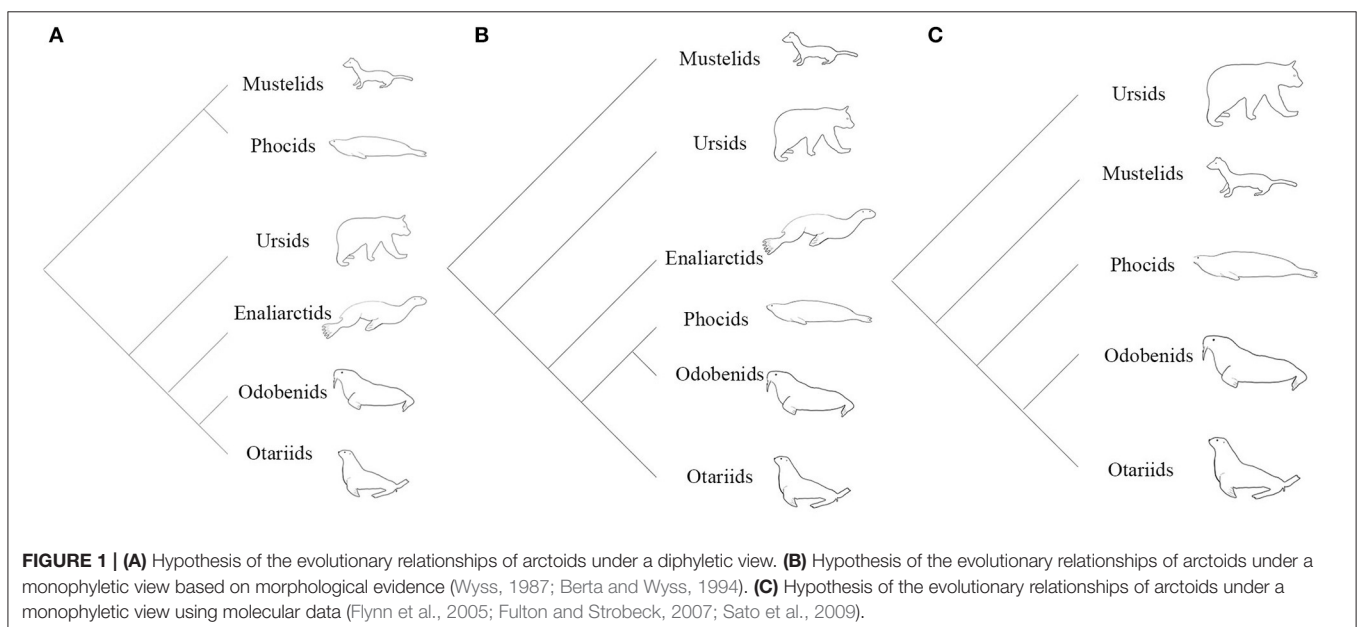 A
Mustelids
Phocids
Ursids
Enaliarctids
Odobenids
Otariids
B
Mustelids
Ursids
Enaliarctids
Phocids
Odobenids
Otariids
C
Ursids
Mustelids
Phocids
Odobenids
Otariids
FIGURE 1 | (A) Hypothesis of the evolutionary relationships of arctoids under a diphyletic view. (B) Hypothesis of the evolutionary relationships of arctoids under a
monophyletic view based on morphological evidence (Wyss, 1987; Berta and Wyss, 1994). (C) Hypothesis of the evolutionary relationships of arctoids under a
monophyletic view using molecular data (Flynn et al., 2005; Fulton and Strobeck, 2007; Sato et al., 2009).